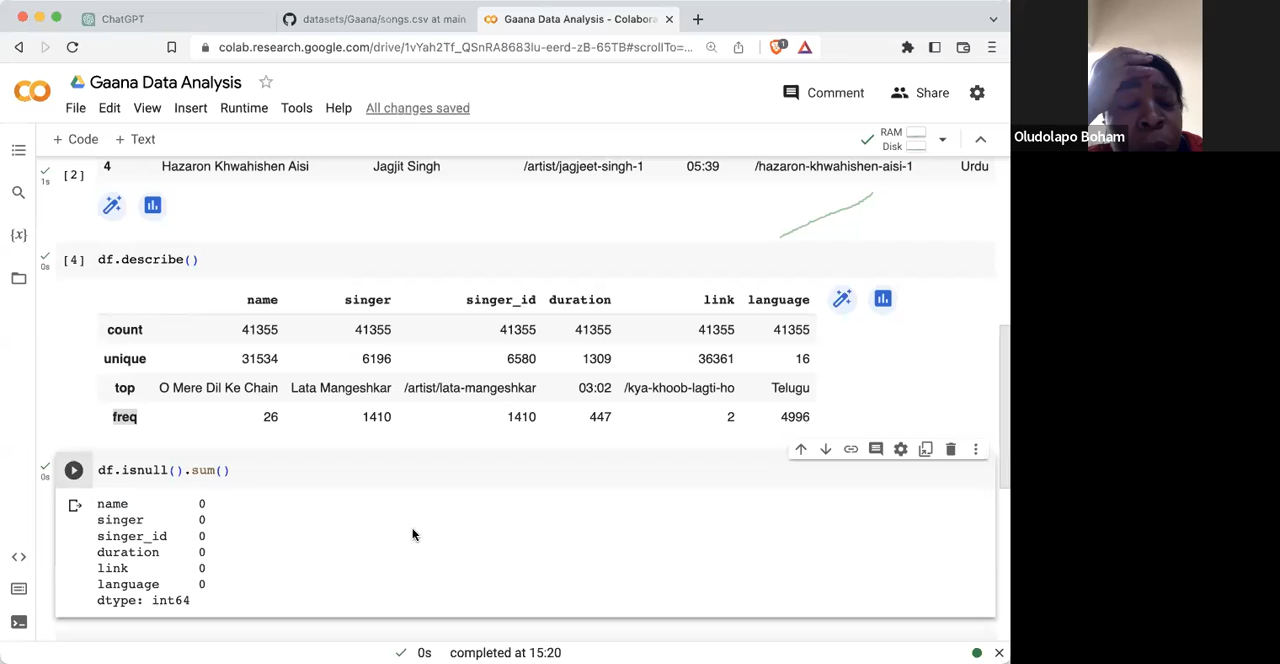 ChatGPT
datasets/Gaana/songs.csv at main
Gaana Data Analysis - Colabora
colab.research.google.com/drive/1vYah2Tf_QSnRA8683lu-eerd-zB-65TB#scrollTo=...
1
Gaana Data Analysis
File Edit View Insert Runtime Tools Help All changes saved
Comment
Share
+ Code + Text
RAM
Disk
1s
[2]
4 Hazaron Khwahishen Aisi Jagjit Singh /artist/jagjeet-singh-1 05:39 /hazaron-khwahishen-aisi-1 Urdu
0s
[4] df.describe()
name singer singer_id duration link language
count 41355 41355 41355 41355 41355 41355
unique 31534 6196 6580 1309 36361 16
top O Mere Dil Ke Chain Lata Mangeshkar /artist/lata-mangeshkar 03:02 /kya-khoob-lagti-ho Telugu
freq 26 1410 1410 447 2 4996
0s
df.isnull().sum()
name 0
singer 0
singer_id 0
duration 0
link 0
language 0
dtype: int64
0s completed at 15:20
Oludolapo Boham